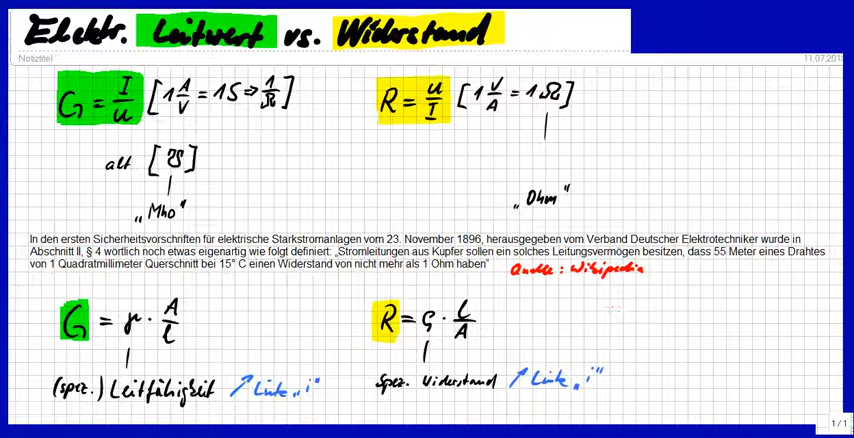 Elektr. Leitwert vs. Widerstand
Notiztitel
G = I/U [1 A/V = 1S ⇒ 1/Ω]
R = U/I [1 V/A = 1Ω]
alt [℧]
„Mho"
„Ohm"
In den ersten Sicherheitsvorschriften für elektrische Starkstromanlagen vom 23. November 1896, herausgegeben vom Verband Deutscher Elektrotechniker wurde in
Abschnitt II, § 4 wörtlich noch etwas eigenartig wie folgt definiert: „Stromleitungen aus Kupfer sollen ein solches Leitungsvermögen besitzen, dass 55 Meter eines Drahtes
von 1 Quadratmillimeter Querschnitt bei 15° C einen Widerstand von nicht mehr als 1 Ohm haben"
Quelle: Wikipedia
G = γ · A/l
R = ρ · l/A
(spez.) Leitfähigkeit ↗ Link „i"
Spez. Widerstand ↗ Link „i"
1 / 1